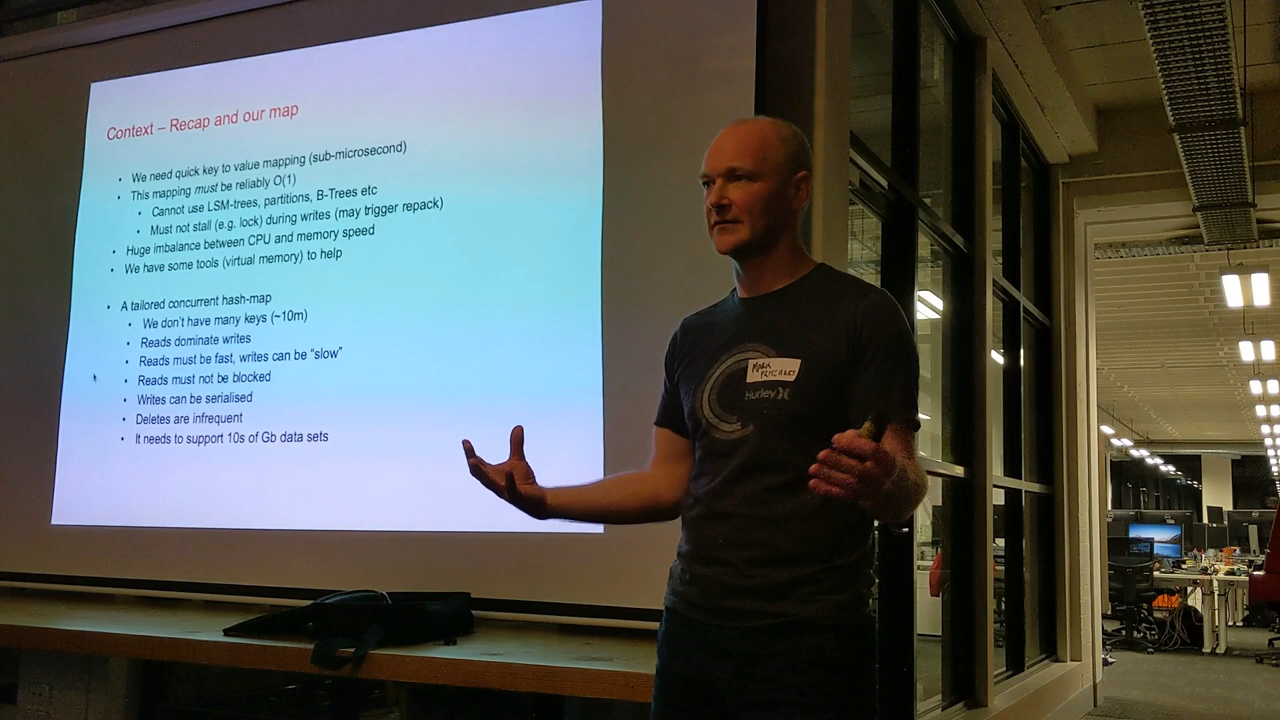 Context – Recap and our map
• We need quick key to value mapping (sub-microsecond)
• This mapping must be reliably O(1)
• Cannot use LSM-trees, partitions, B-Trees etc
• Must not stall (e.g. lock) during writes (may trigger repack)
• Huge imbalance between CPU and memory speed
• We have some tools (virtual memory) to help
• A tailored concurrent hash-map
• We don't have many keys (~10m)
• Reads dominate writes
• Reads must be fast, writes can be “slow”
• Reads must not be blocked
• Writes can be serialised
• Deletes are infrequent
• It needs to support 10s of Gb data sets
MARK
PRITCHARD
Hurley